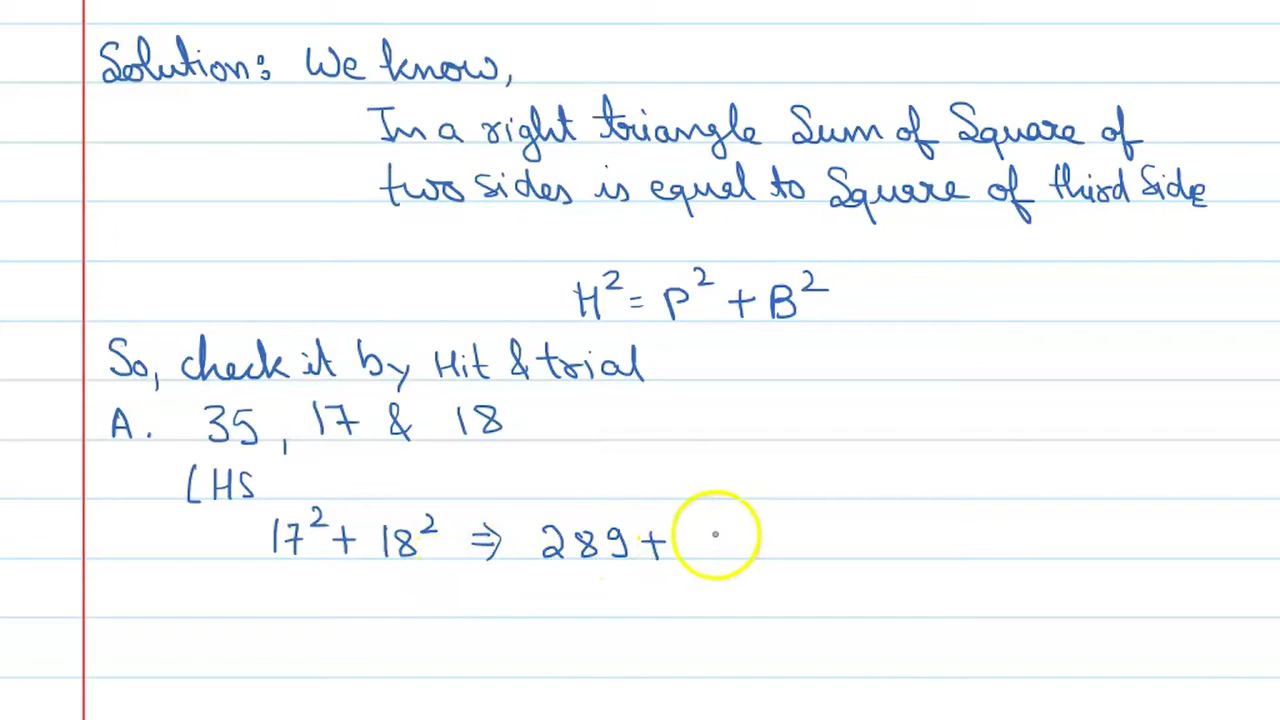 Solution: We know,
In a right triangle Sum of Square of
two sides is equal to Square of third Side
H² = P² + B²
So, check it by Hit & trial
A. 35, 17 & 18
LHS
17² + 18² ⇒ 289 +